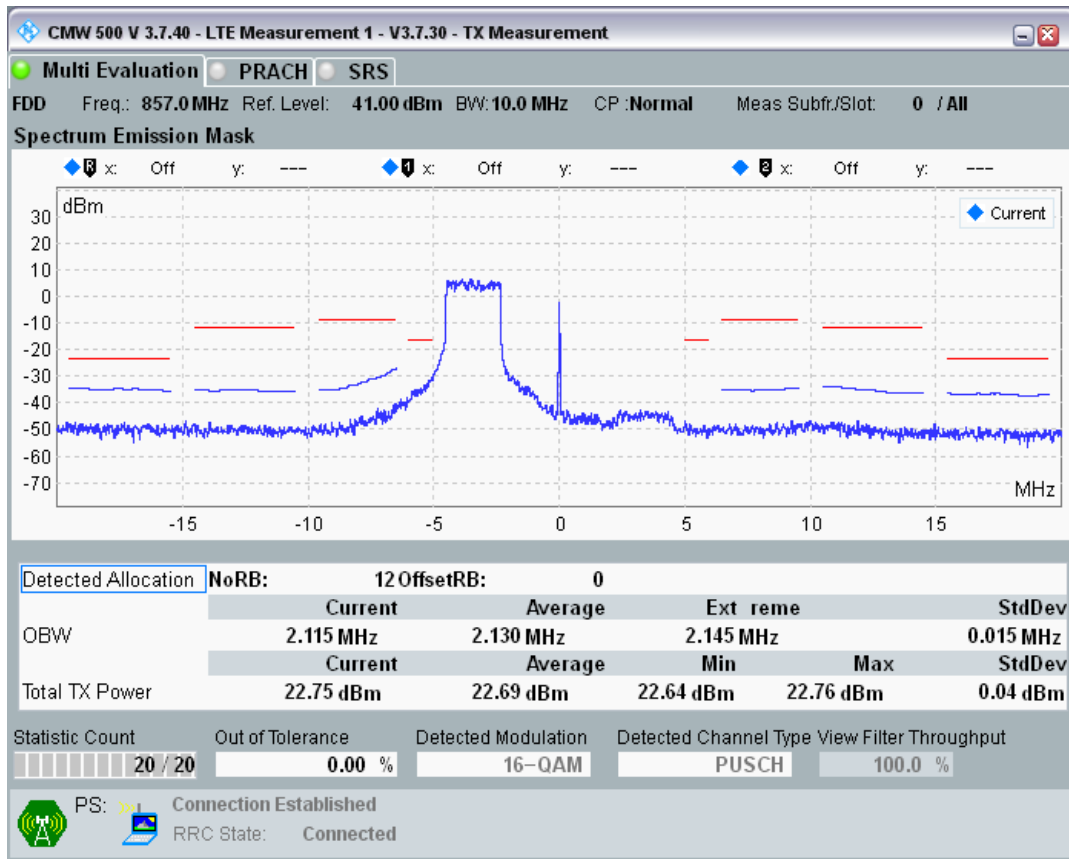 CMW 500 V 3.7.40 - LTE Measurement 1 - V3.7.30 - TX Measurement
Multi Evaluation PRACH SRS
FDD Freq.: 857.0 MHz Ref. Level: 41.00 dBm BW: 10.0 MHz CP :Normal Meas Subfr./Slot: 0 / All
Spectrum Emission Mask
R x: Off y: --- 1 x: Off y: --- 2 x: Off y: ---
dBm
Current
30
20
10
0
-10
-20
-30
-40
-50
-60
-70
MHz
-15 -10 -5 0 5 10 15
Detected Allocation NoRB: 12 OffsetRB: 0
Current Average Ext reme StdDev
OBW 2.115 MHz 2.130 MHz 2.145 MHz 0.015 MHz
Current Average Min Max StdDev
Total TX Power 22.75 dBm 22.69 dBm 22.64 dBm 22.76 dBm 0.04 dBm
Statistic Count Out of Tolerance Detected Modulation Detected Channel Type View Filter Throughput
20 / 20 0.00 % 16-QAM PUSCH 100.0 %
PS: Connection Established
RRC State: Connected